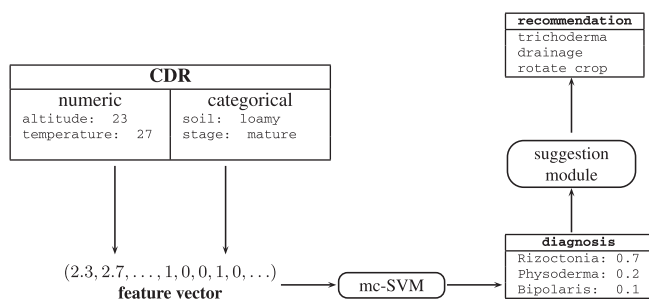 recommendation
trichoderma
drainage
rotate crop
CDR
numeric
categorical
altitude: 23
soil: loamy
temperature: 27
stage: mature
suggestion
module
(2.3, 2.7, . . . , 1, 0, 0, 1, 0, . . .)
feature vector
mc-SVM
diagnosis
Rizoctonia: 0.7
Physoderma: 0.2
Bipolaris: 0.1